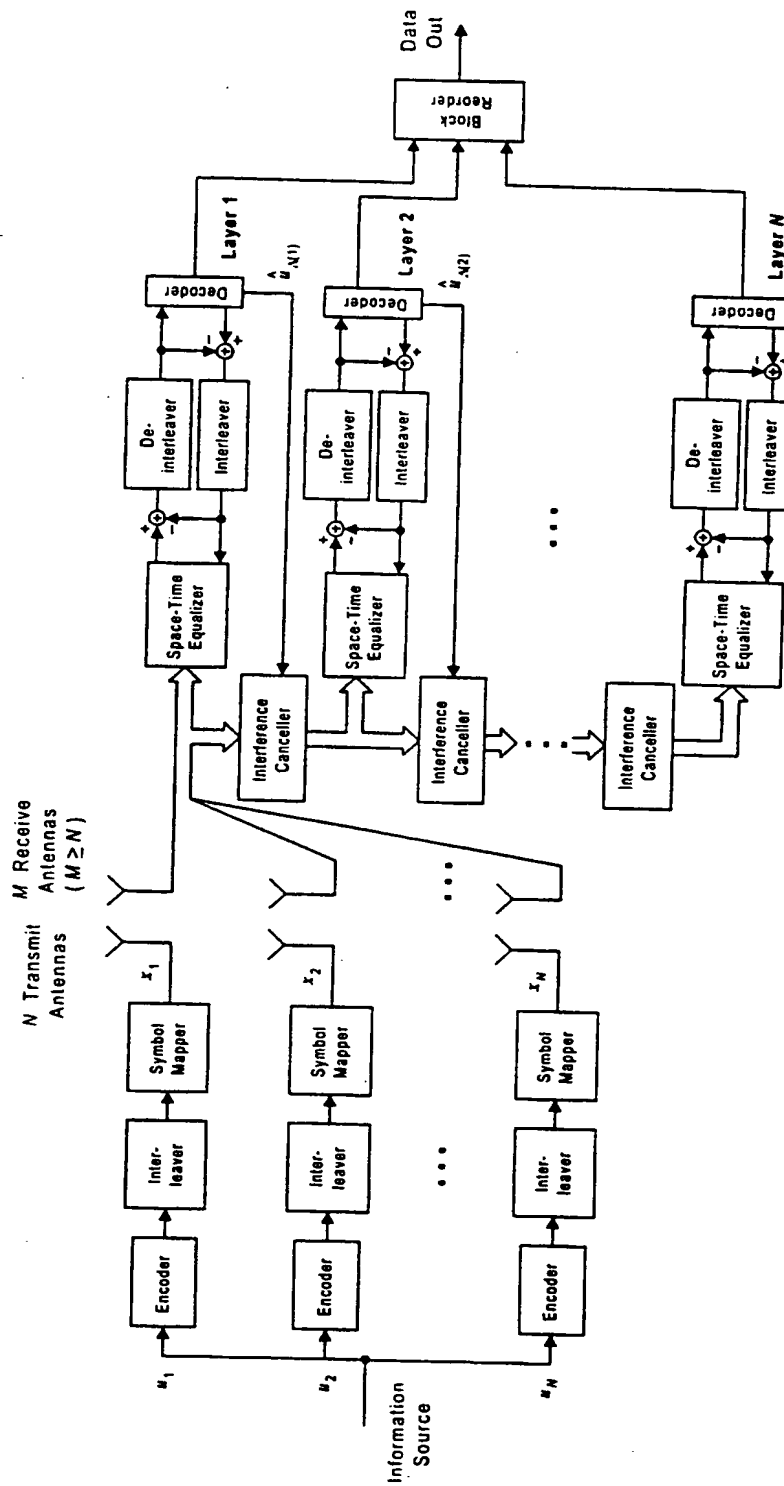 Information
Source
u1
u2
uN
Encoder
Inter-
leaver
Symbol
Mapper
x1
Encoder
Inter-
leaver
Symbol
Mapper
x2
Encoder
Inter-
leaver
Symbol
Mapper
xN
N Transmit
Antennas
M Receive
Antennas
(M ≥ N)
Space-Time
Equalizer
De-
interleaver
Interleaver
Decoder
Layer 1
Interference
Canceller
Space-Time
Equalizer
De-
interleaver
Interleaver
Decoder
Layer 2
Interference
Canceller
Interference
Canceller
Space-Time
Equalizer
De-
interleaver
Interleaver
Decoder
Layer N
Block
Reorder
Data
Out